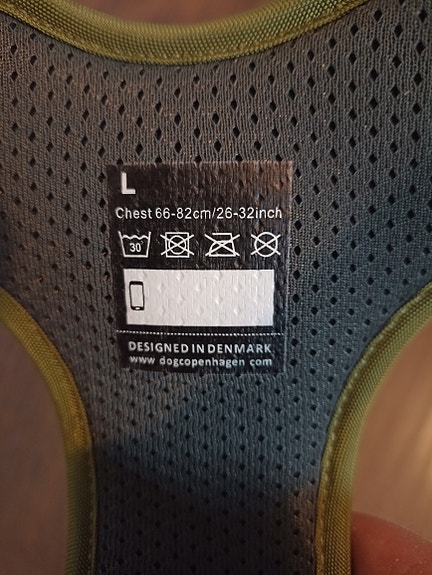 L
Chest 66-82cm/26-32inch
30
DESIGNED IN DENMARK
www dogcopenhagen com